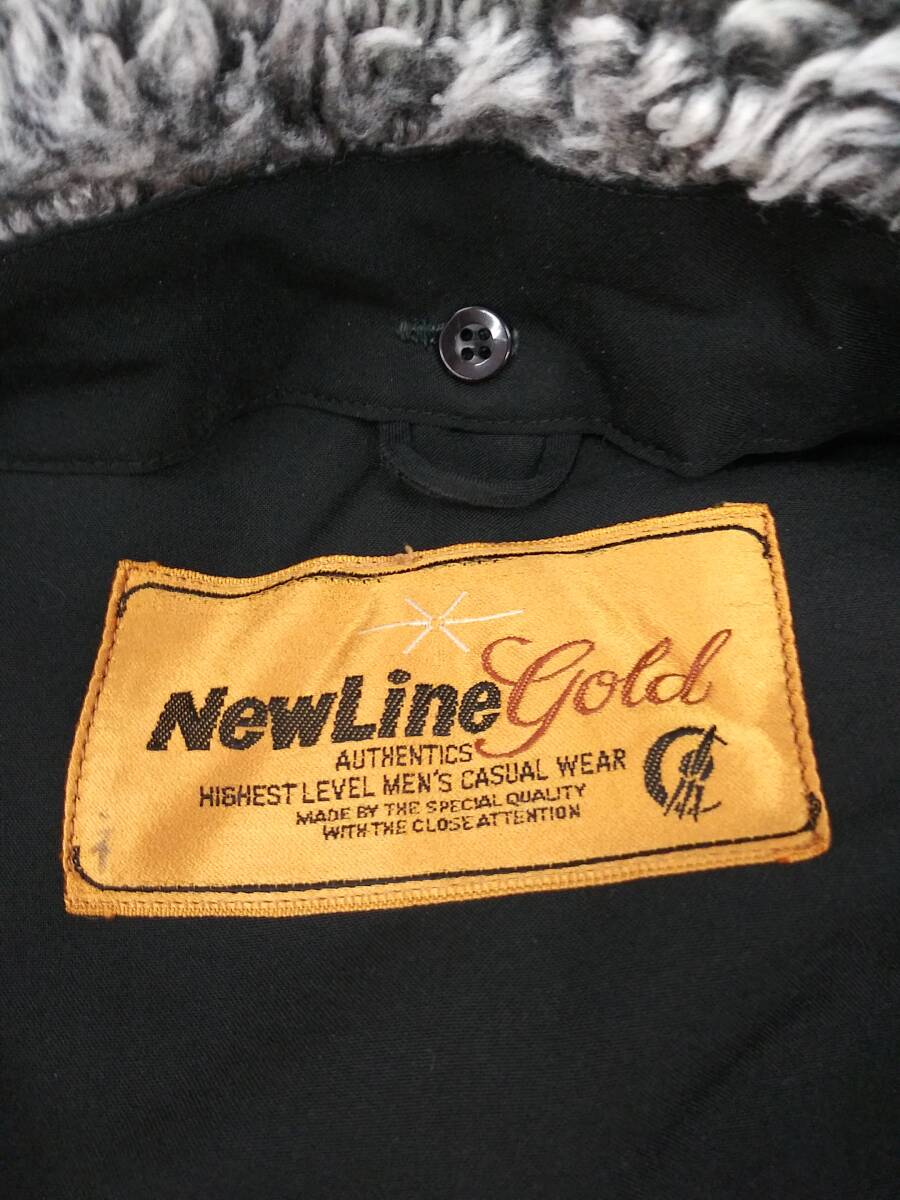 NewLine Gold
AUTHENTICS
HIGHEST LEVEL MEN'S CASUAL WEAR
MADE BY THE SPECIAL QUALITY
WITH THE CLOSE ATTENTION